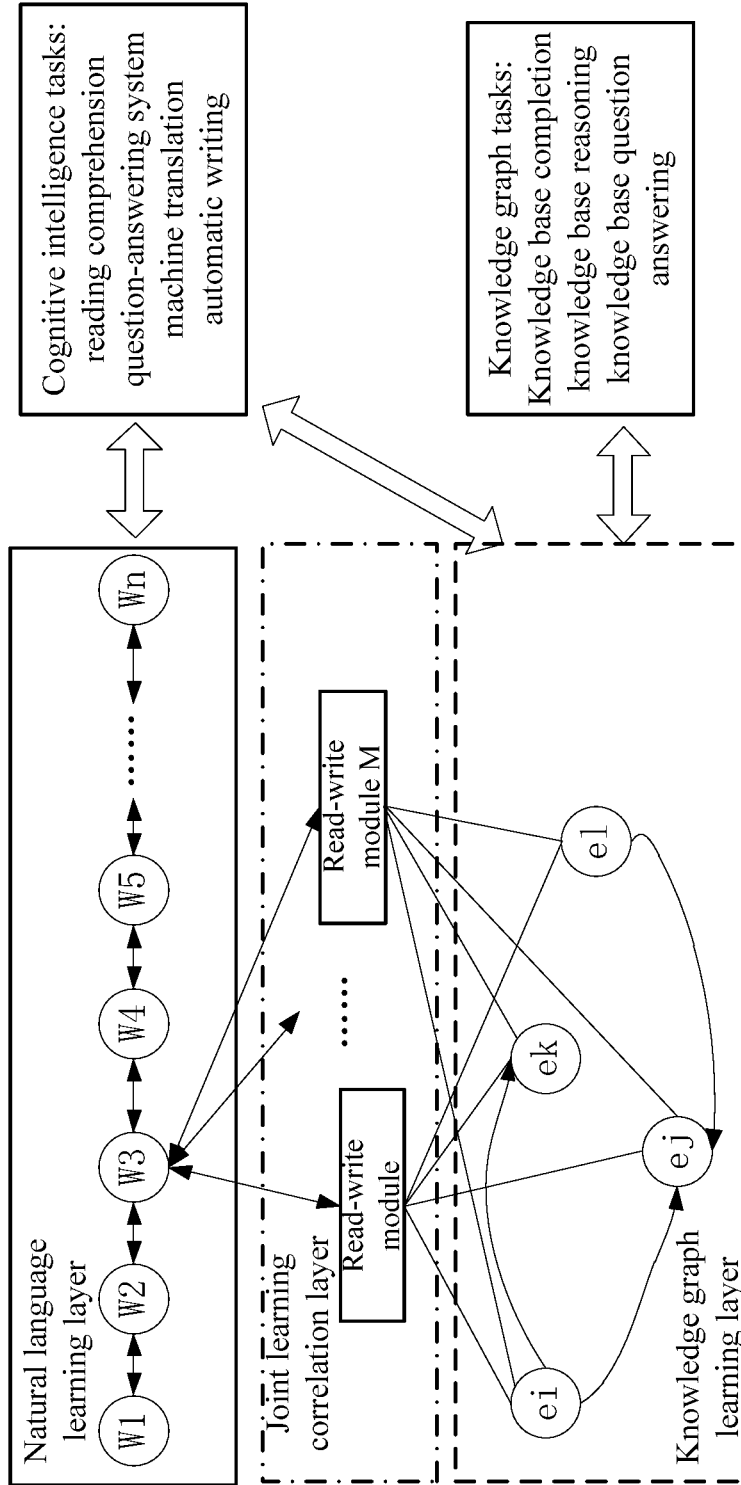 Natural language
learning layer
W1
W2
W3
W4
W5
......
Wn
Cognitive intelligence tasks:
reading comprehension
question-answering system
machine translation
automatic writing
Joint learning
correlation layer
Read-write
module
......
Read-write
module M
ei
ej
ek
el
Knowledge graph
learning layer
Knowledge graph tasks:
Knowledge base completion
knowledge base reasoning
knowledge base question
answering